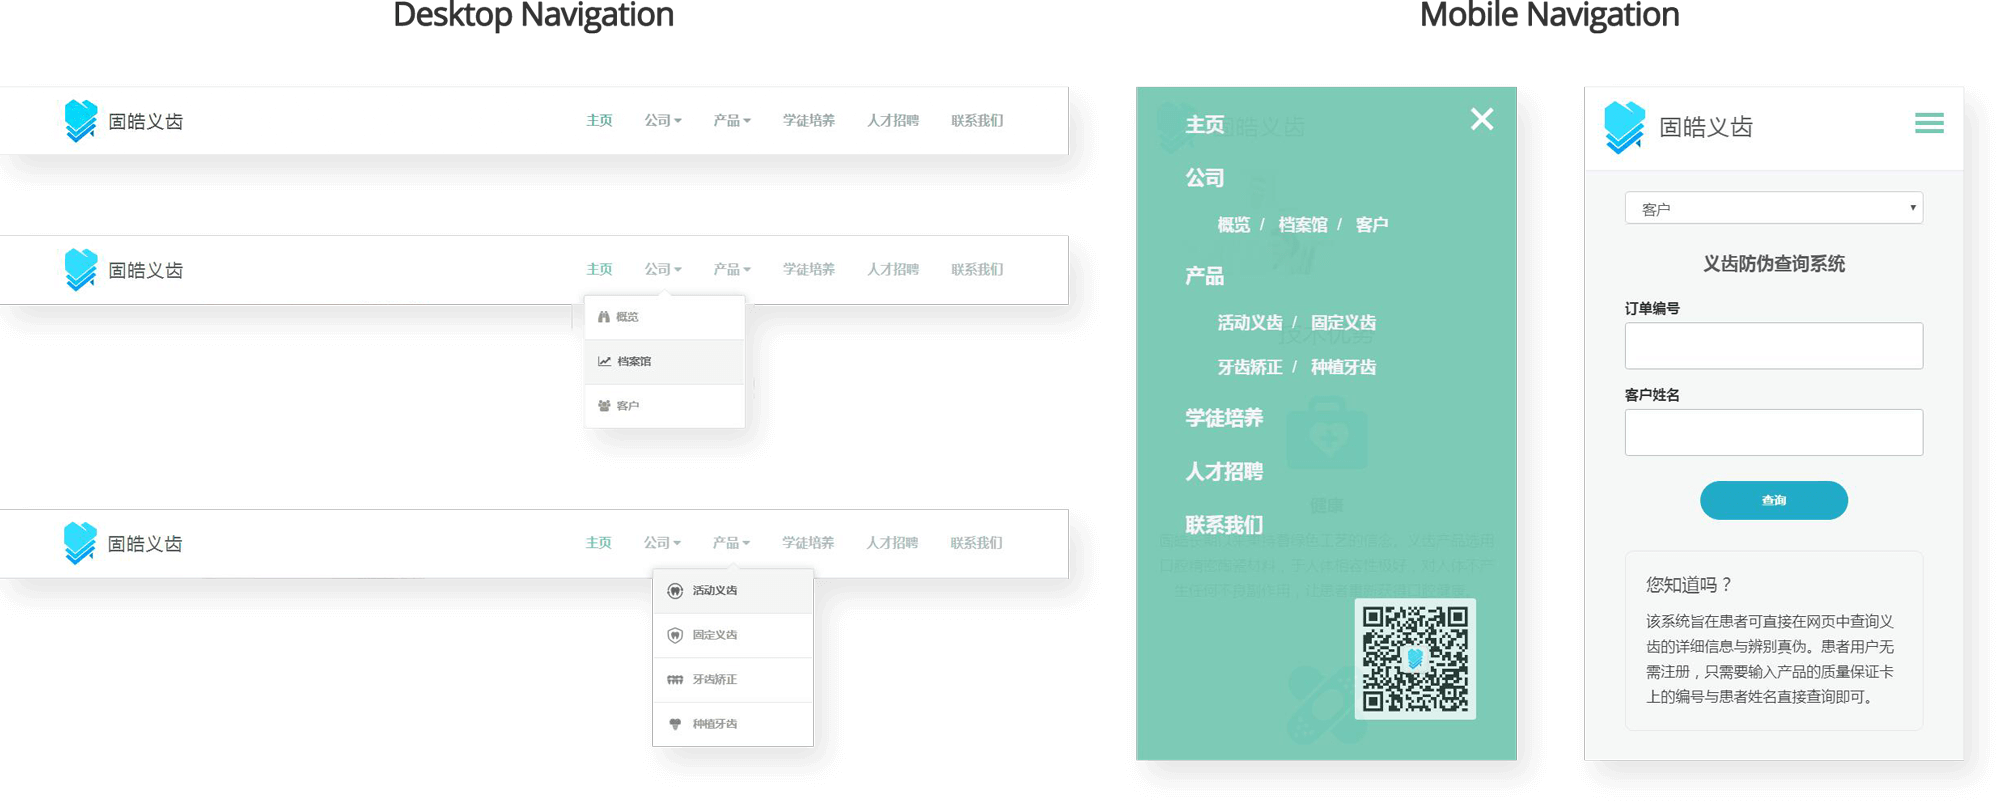 Desktop Navigation
Mobile Navigation
固皓义齿
主页 公司 产品 学徒培养 人才招聘 联系我们
固皓义齿
主页 公司 产品 学徒培养 人才招聘 联系我们
概览
档案馆
客户
固皓义齿
主页 公司 产品 学徒培养 人才招聘 联系我们
活动义齿
固定义齿
牙齿矫正
种植牙齿
主页
公司
概览 / 档案馆 / 客户
产品
活动义齿 / 固定义齿
技术优势
牙齿矫正 / 种植牙齿
学徒培养
人才招聘
健康
联系我们
固皓义齿
客户
义齿防伪查询系统
订单编号
客户姓名
查询
您知道吗？
该系统旨在患者可直接在网页中查询义
齿的详细信息与辨别真伪。患者用户无
需注册，只需要输入产品的质量保证卡
上的编号与患者姓名直接查询即可。